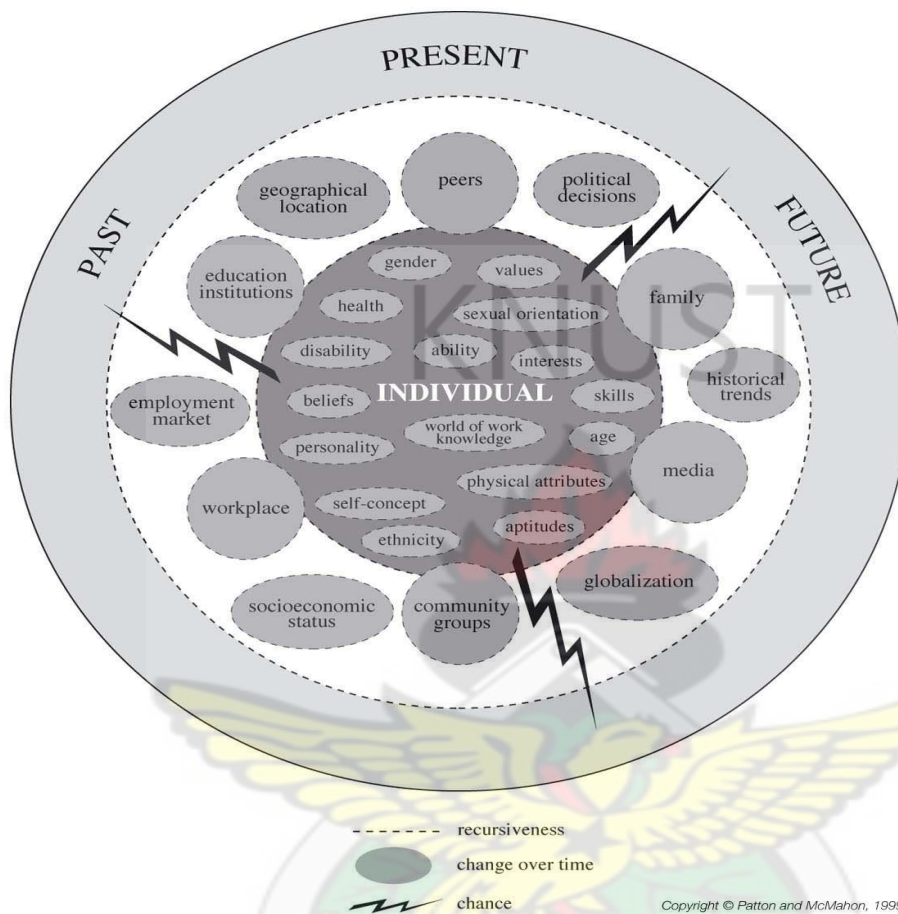 PRESENT
PAST
FUTURE
geographical
location
peers
political
decisions
education
institutions
family
employment
market
historical
trends
workplace
media
socioeconomic
status
community
groups
globalization
gender
values
health
sexual orientation
disability
ability
interests
beliefs
INDIVIDUAL
skills
personality
world of work
knowledge
age
physical attributes
self-concept
aptitudes
ethnicity
KNUST
recursiveness
change over time
chance
Copyright © Patton and McMahon, 1999